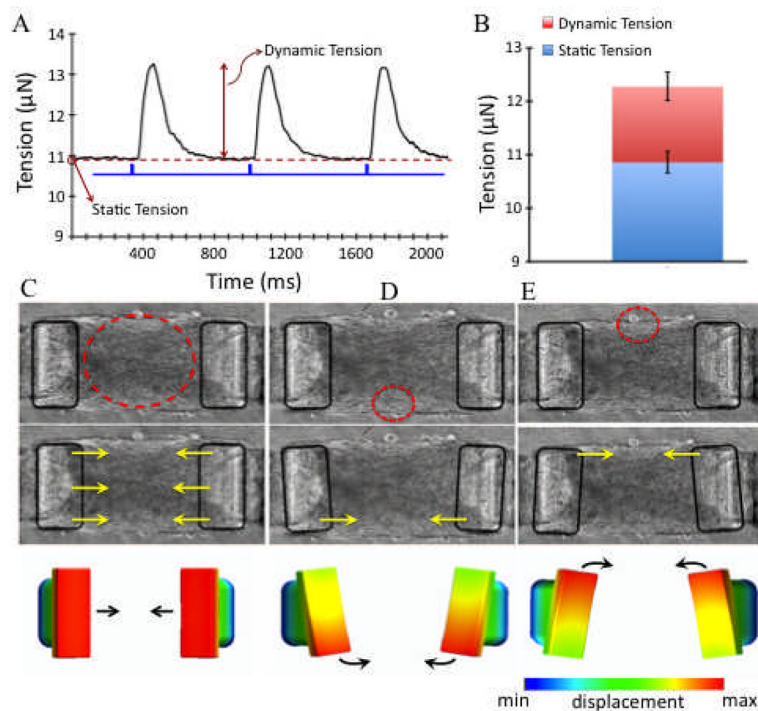 A
Tension (µN)
14
13
12
11
10
9
Dynamic Tension
Static Tension
400
800
1200
1600
2000
Time (ms)
B
Dynamic Tension
Static Tension
Tension (µN)
13
12
11
10
9
C
D
E
min
displacement
max